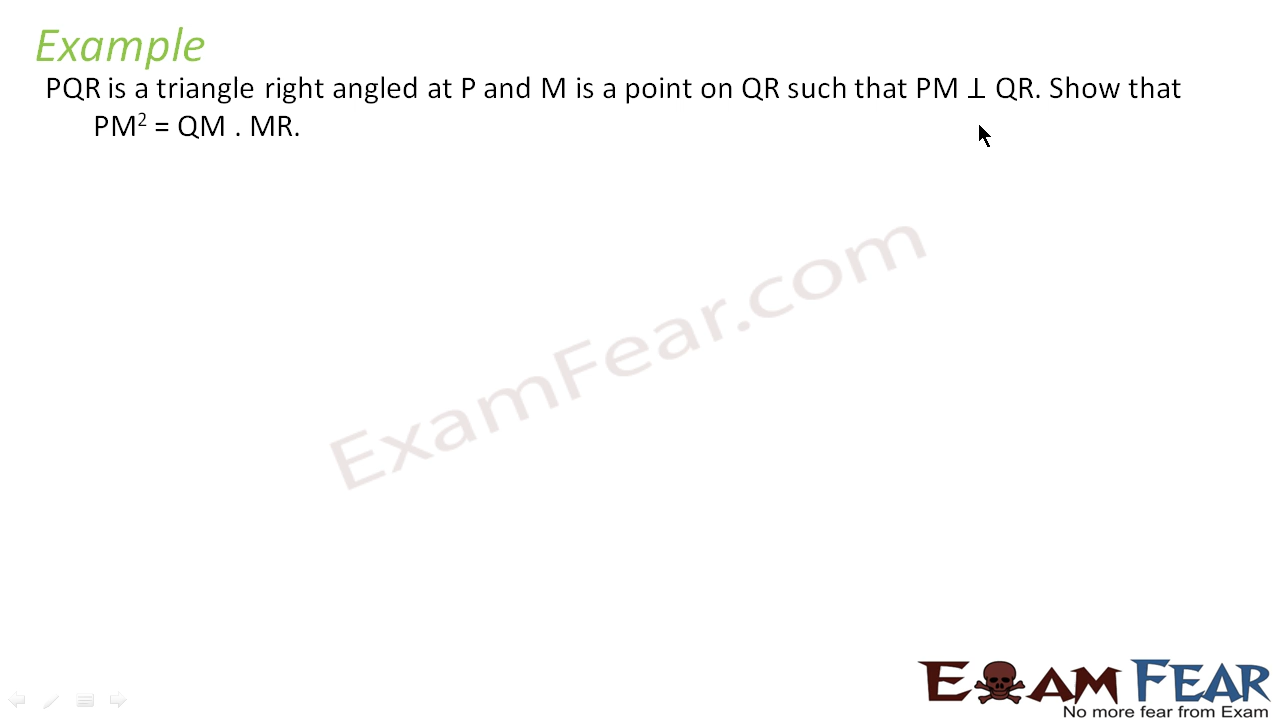 Example
PQR is a triangle right angled at P and M is a point on QR such that PM ⊥ QR. Show that
PM² = QM . MR.
ExamFear.com
EXAM FEAR
No more fear from Exam